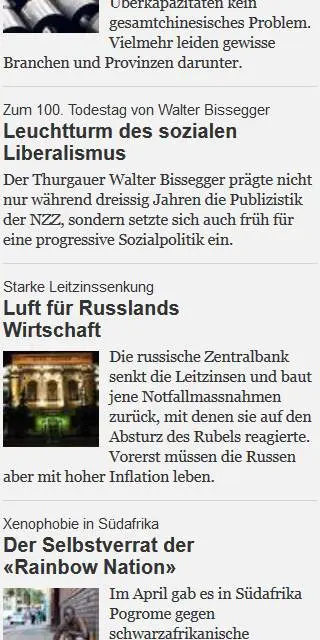 Überkapazitäten kein
gesamtchinesisches Problem.
Vielmehr leiden gewisse
Branchen und Provinzen darunter.
Zum 100. Todestag von Walter Bissegger
Leuchtturm des sozialen
Liberalismus
Der Thurgauer Walter Bissegger prägte nicht
nur während dreissig Jahren die Publizistik
der NZZ, sondern setzte sich auch früh für
eine progressive Sozialpolitik ein.
Starke Leitzinssenkung
Luft für Russlands
Wirtschaft
Die russische Zentralbank
senkt die Leitzinsen und baut
jene Notfallmassnahmen
zurück, mit denen sie auf den
Absturz des Rubels reagierte.
Vorerst müssen die Russen
aber mit hoher Inflation leben.
Xenophobie in Südafrika
Der Selbstverrat der
«Rainbow Nation»
Im April gab es in Südafrika
Pogrome gegen
schwarzafrikanische